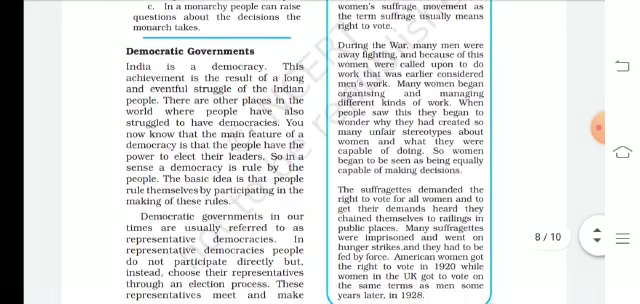 c. In a monarchy people can raise
questions about the decisions the
monarch takes.
Democratic Governments
India is a democracy. This
achievement is the result of a long
and eventful struggle of the Indian
people. There are other places in the
world where people have also
struggled to have democracies. You
now know that the main feature of a
democracy is that the people have the
power to elect their leaders. So in a
sense a democracy is rule by the
people. The basic idea is that people
rule themselves by participating in the
making of these rules.
Democratic governments in our
times are usually referred to as
representative democracies. In
representative democracies people
do not participate directly but,
instead, choose their representatives
through an election process. These
representatives meet and make
women's suffrage movement as
the term suffrage usually means
right to vote.
During the War, many men were
away fighting, and because of this
women were called upon to do
work that was earlier considered
men's work. Many women began
organising and managing
different kinds of work. When
people saw this they began to
wonder why they had created so
many unfair stereotypes about
women and what they were
capable of doing. So women
began to be seen as being equally
capable of making decisions.
The suffragettes demanded the
right to vote for all women and to
get their demands heard they
chained themselves to railings in
public places. Many suffragettes
were imprisoned and went on
hunger strikes, and they had to be
fed by force. American women got
the right to vote in 1920 while
women in the UK got to vote on
the same terms as men some
years later, in 1928.
8 / 10